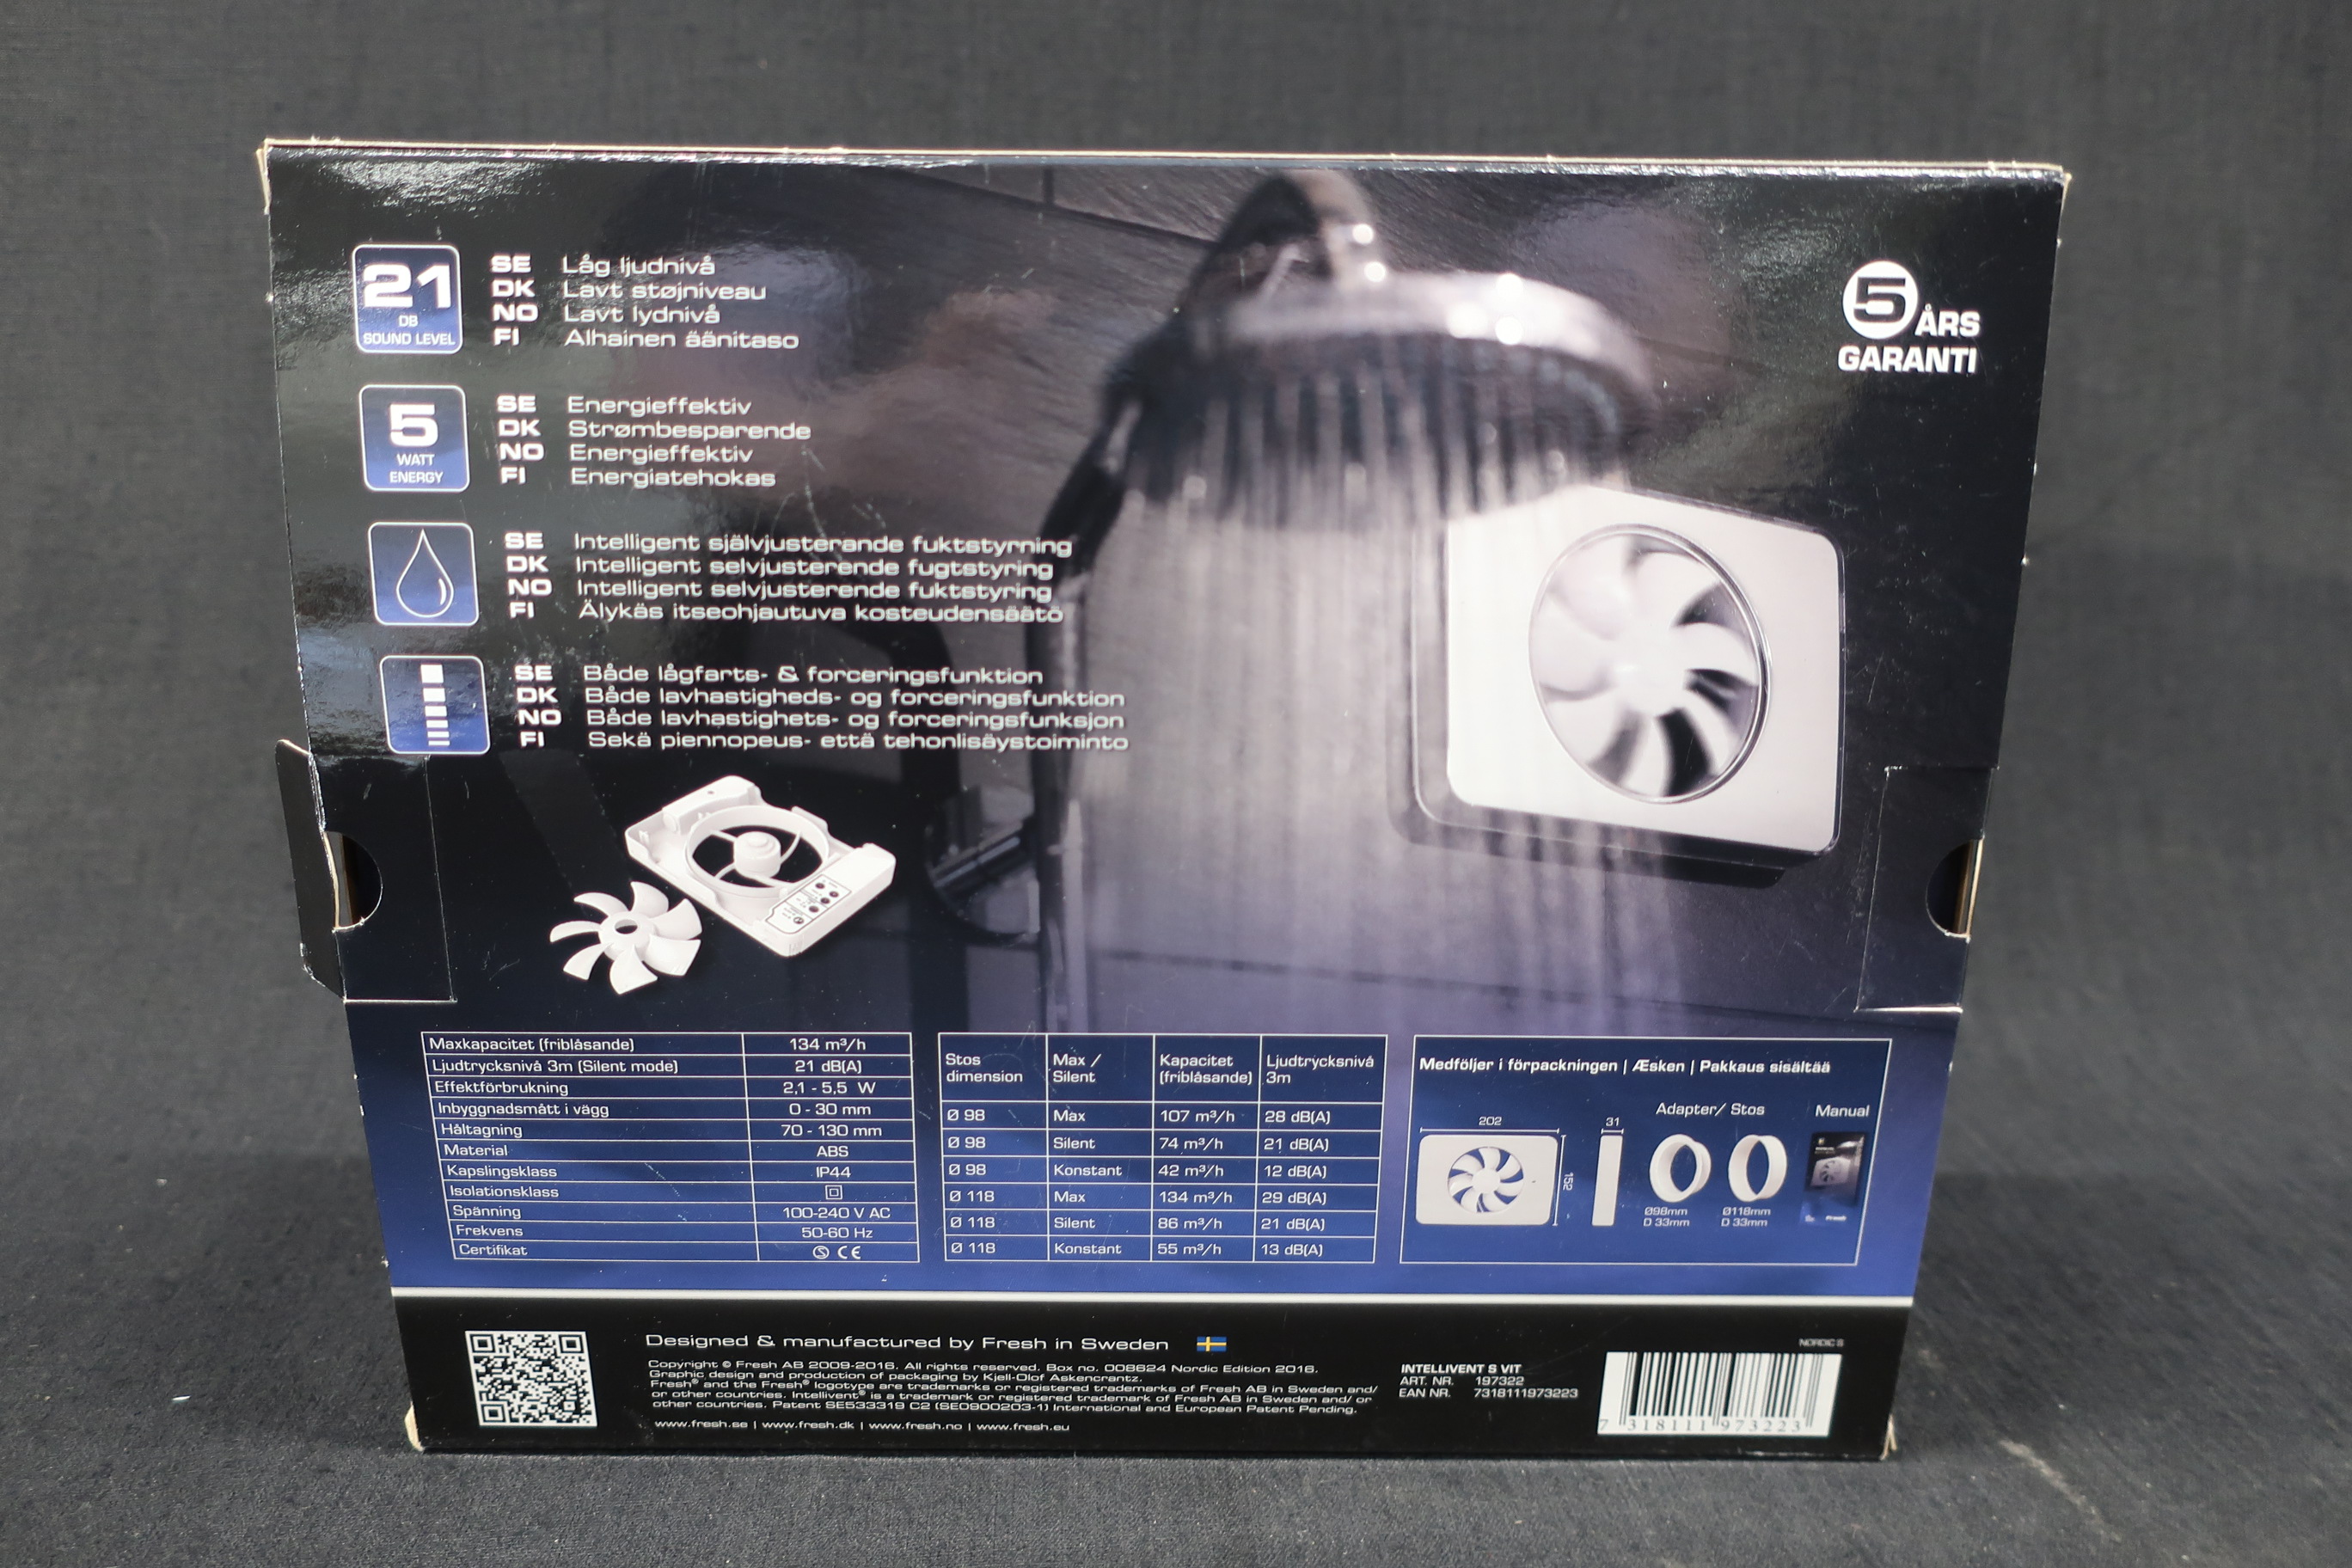 21
DB
SOUND LEVEL
SE Låg ljudnivå
DK Lavt støjniveau
NO Lavt lydnivå
FI Alhainen äänitaso
5 ÅRS
GARANTI
5
WATT
ENERGY
SE Energieffektiv
DK Strømbesparende
NO Energieffektiv
FI Energiatehokas
SE Intelligent självjusterande fuktstyrning
DK Intelligent selvjusterende fugtstyring
NO Intelligent selvjusterende fuktstyring
FI Älykäs itseohjautuva kosteudensäätö
SE Både lågfarts- & forceringsfunktion
DK Både lavhastigheds- og forceringsfunktion
NO Både lavhastighets- og forceringsfunksjon
FI Sekä piennopeus- että tehonlisäystoiminto
Maxkapacitet (friblåsande) 134 m³/h
Ljudtrycksnivå 3m (Silent mode) 21 dB(A)
Effektförbrukning 2,1 - 5,5 W
Inbyggnadsmått i vägg 0 - 30 mm
Håltagning 70 - 130 mm
Material ABS
Kapslingsklass IP44
Isolationsklass
Spänning 100-240 V AC
Frekvens 50-60 Hz
Certifikat S CE
Stos dimension Max / Silent Kapacitet (friblåsande) Ljudtrycksnivå 3m
Ø 98 Max 107 m³/h 28 dB(A)
Ø 98 Silent 74 m³/h 21 dB(A)
Ø 98 Konstant 42 m³/h 12 dB(A)
Ø 118 Max 134 m³/h 29 dB(A)
Ø 118 Silent 86 m³/h 21 dB(A)
Ø 118 Konstant 55 m³/h 13 dB(A)
Medföljer i förpackningen | Æsken | Pakkaus sisältää
Adapter/ Stos Manual
202 31
152
Ø98mm Ø118mm
D 33mm D 33mm
Designed & manufactured by Fresh in Sweden
Copyright © Fresh AB 2009-2016. All rights reserved. Box no. 008624 Nordic Edition 2016.
Graphic design and production of packaging by Kjell-Olof Askencrantz.
Fresh® and the Fresh® logotype are trademarks or registered trademarks of Fresh AB in Sweden and/
or other countries. Intellivent® is a trademark or registered trademark of Fresh AB in Sweden and/ or
other countries. Patent SE533319 C2 (SE0900203-1) International and European Patent Pending.
www.fresh.se | www.fresh.dk | www.fresh.no | www.fresh.eu
INTELLIVENT S VIT
ART. NR. 197322
EAN NR. 7318111973223
NORDIC S
7 318111 973223